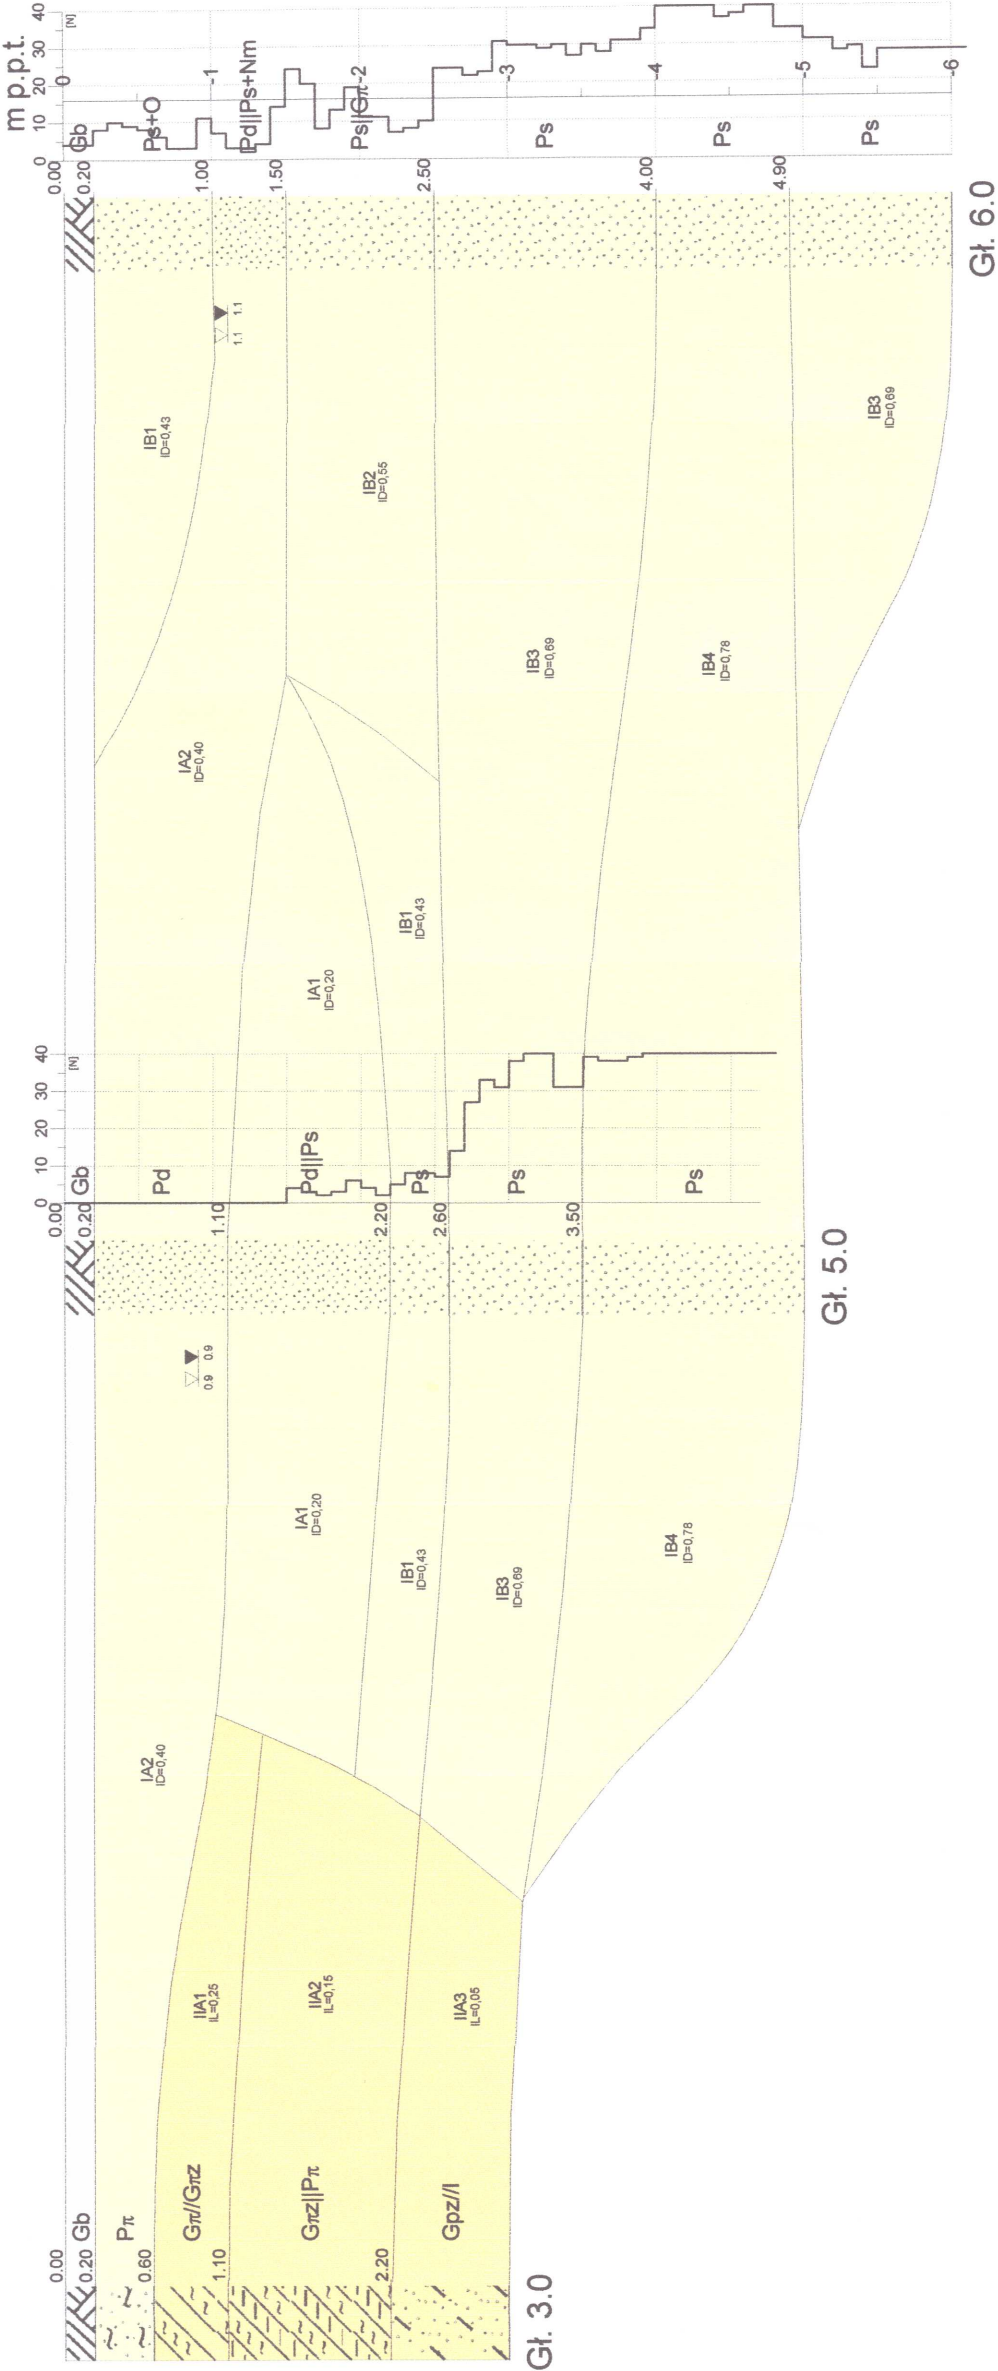 0.00
0.20 Gb
Pπ
0.60
Gπ//Gπz
1.10
Gπz||Pπ
2.20
Gpz//I
Gł. 3.0
IIA1
IL=0,25
IIA2
IL=0,15
IIA3
IL=0,05
IA2
ID=0,40
IA1
ID=0,20
IB1
ID=0,43
IB3
ID=0,69
IB4
ID=0,78
0.9 0.9
0.00
0.20 Gb
Pd
1.10
Pd||Ps
2.20
Ps
2.60
Ps
3.50
Ps
0 10 20 30 40
[N]
Gł. 5.0
IA2
ID=0,40
IA1
ID=0,20
IB1
ID=0,43
IB3
ID=0,69
IB4
ID=0,78
IB1
ID=0,43
IB2
ID=0,55
IB3
ID=0,69
1.1 1.1
0.00
0.20 Gb
Ps+O
1.00
Pd||Ps+Nm
1.50
Ps||Gπ
2.50
Ps
4.00
Ps
4.90
Ps
0 10 20 30 40
[N]
m p.p.t.
0
-1
-2
-3
-4
-5
-6
Gł. 6.0